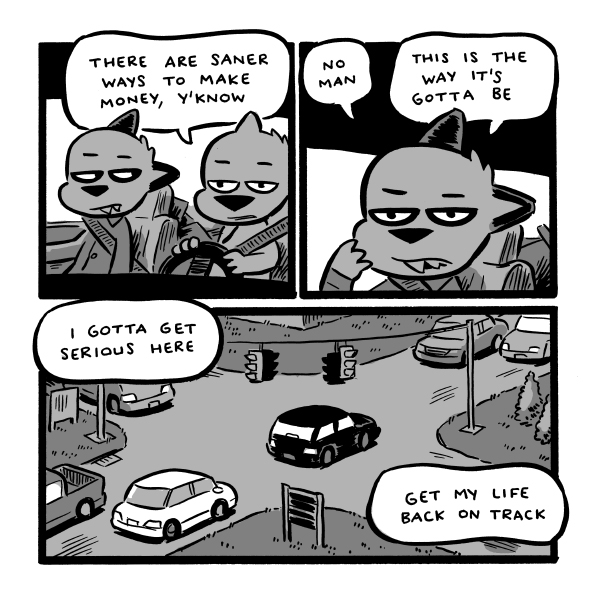 THERE ARE SANER
WAYS TO MAKE
MONEY, Y'KNOW
NO
MAN
THIS IS THE
WAY IT'S
GOTTA BE
I GOTTA GET
SERIOUS HERE
GET MY LIFE
BACK ON TRACK